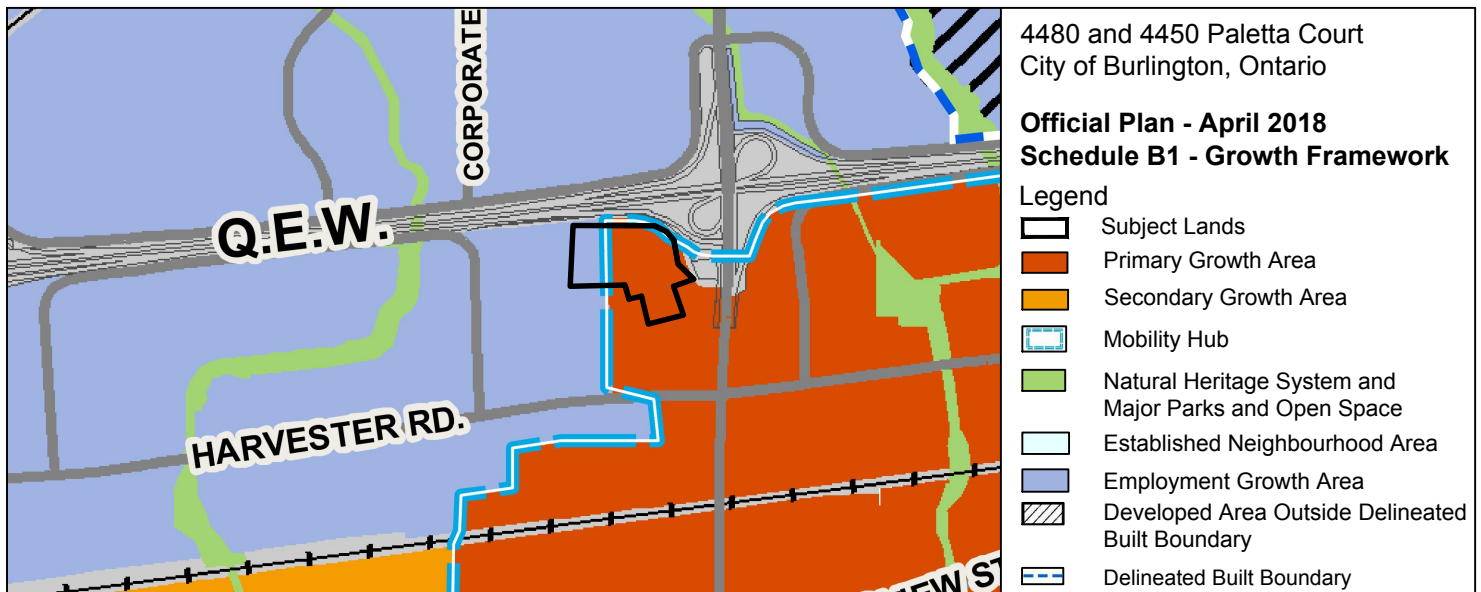 CORPORATE
Q.E.W.
HARVESTER RD.
EW ST
4480 and 4450 Paletta Court
City of Burlington, Ontario
Official Plan - April 2018
Schedule B1 - Growth Framework
Legend
Subject Lands
Primary Growth Area
Secondary Growth Area
Mobility Hub
Natural Heritage System and
Major Parks and Open Space
Established Neighbourhood Area
Employment Growth Area
Developed Area Outside Delineated
Built Boundary
Delineated Built Boundary